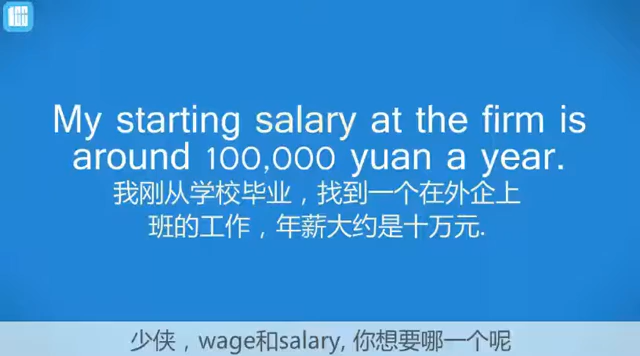 My starting salary at the firm is
around 100,000 yuan a year.
我刚从学校毕业，找到一个在外企上
班的工作，年薪大约是十万元.
少侠，wage和salary, 你想要哪一个呢